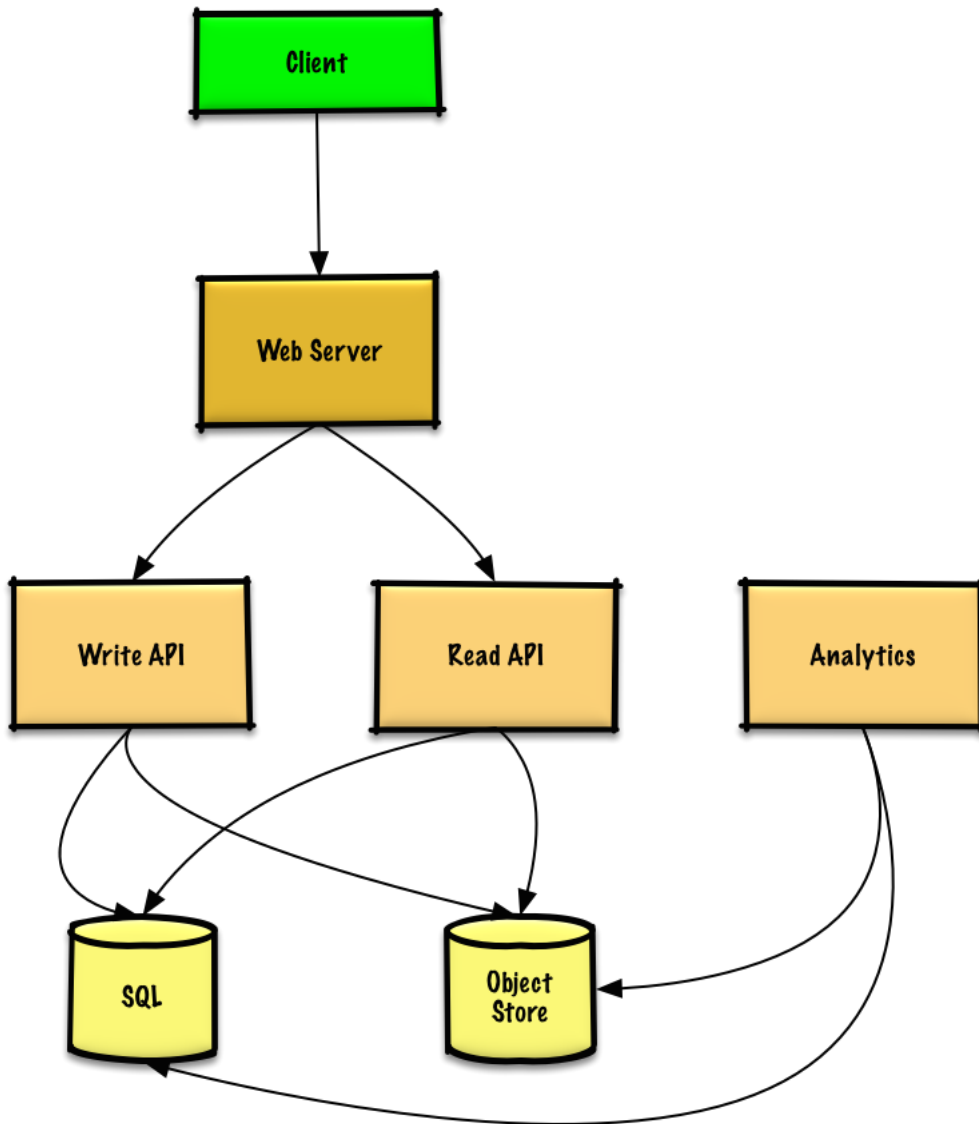 Client
Web Server
Write API
Read API
Analytics
SQL
Object
Store